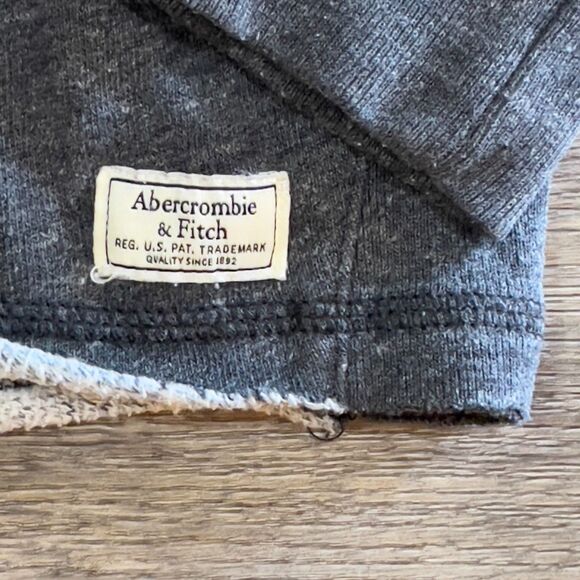 Abercrombie
& Fitch
REG. U.S. PAT. TRADEMARK
QUALITY SINCE 1892